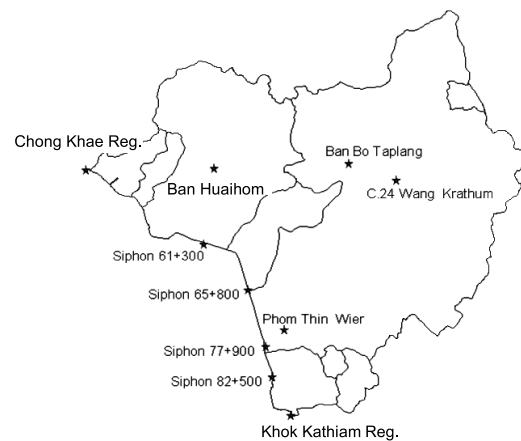 Chong Khae Reg.
Ban Bo Taplang
Ban Huaihom
C.24 Wang Krathum
Siphon 61+300
Siphon 65+800
Phom Thin Wier
Siphon 77+900
Siphon 82+500
Khok Kathiam Reg.